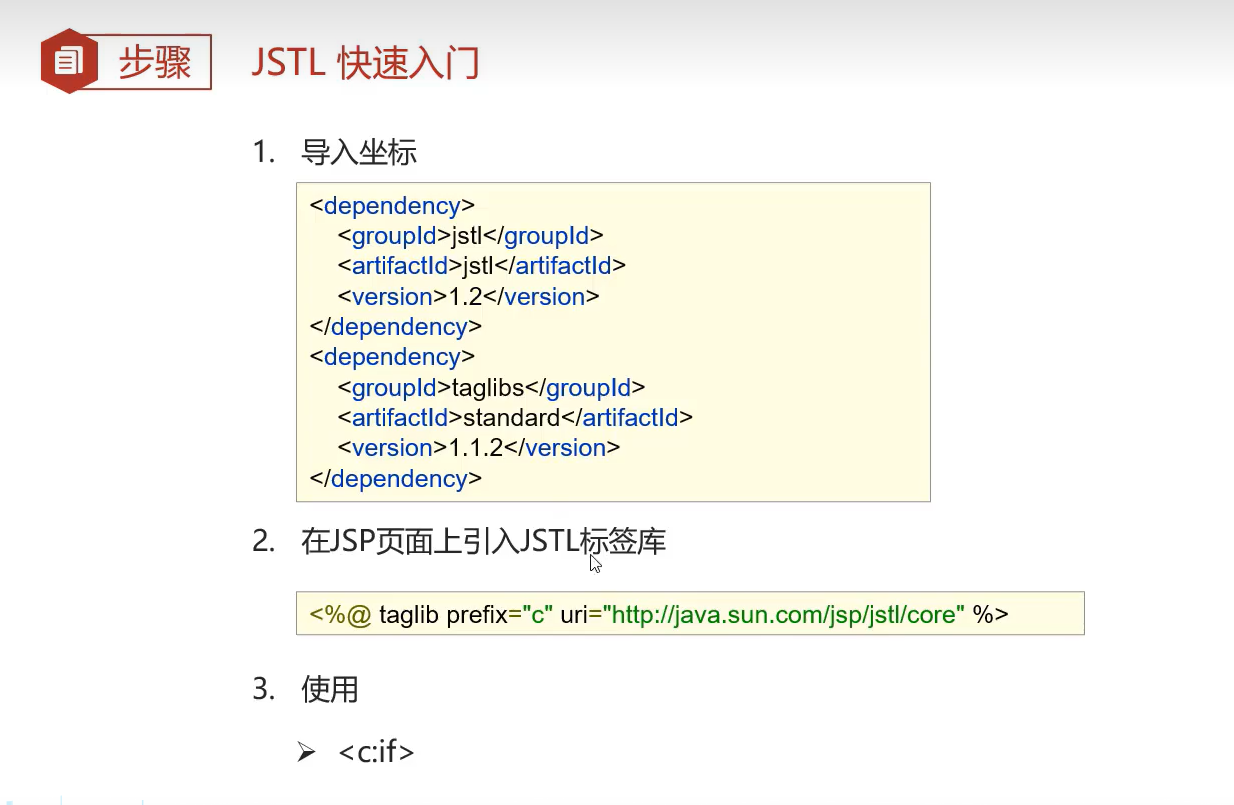 步骤
JSTL 快速入门
1. 导入坐标
<dependency>
<groupId>jstl</groupId>
<artifactId>jstl</artifactId>
<version>1.2</version>
</dependency>
<dependency>
<groupId>taglibs</groupId>
<artifactId>standard</artifactId>
<version>1.1.2</version>
</dependency>
2. 在JSP页面上引入JSTL标签库
<%@ taglib prefix="c" uri="http://java.sun.com/jsp/jstl/core" %>
3. 使用
➢ <c:if>